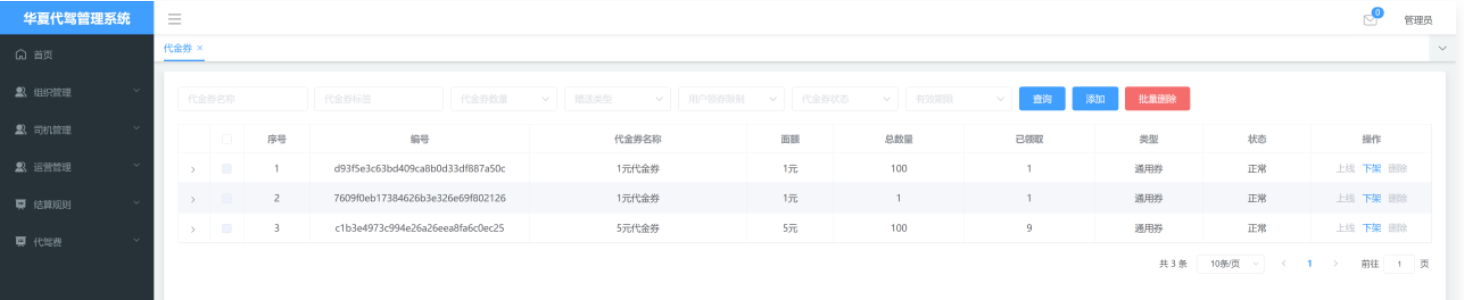 华夏代驾管理系统
0
管理员
首页
代金券 ×
组织管理
司机管理
运营管理
结算规则
代驾费
代金券名称 代金券标签 代金券数量 赠送类型 用户领券限制 代金券状态 有效期限 查询 添加 批量删除
序号 编号 代金券名称 面额 总数量 已领取 类型 状态 操作
1 d93f5e3c63bd409ca8b0d33df887a50c 1元代金券 1元 100 1 通用券 正常 上线 下架 删除
2 7609f0eb17384626b3e326e69f802126 1元代金券 1元 1 1 通用券 正常 上线 下架 删除
3 c1b3e4973c994e26a26eea8fa6c0ec25 5元代金券 5元 100 9 通用券 正常 上线 下架 删除
共 3 条 10条/页 < 1 > 前往 1 页